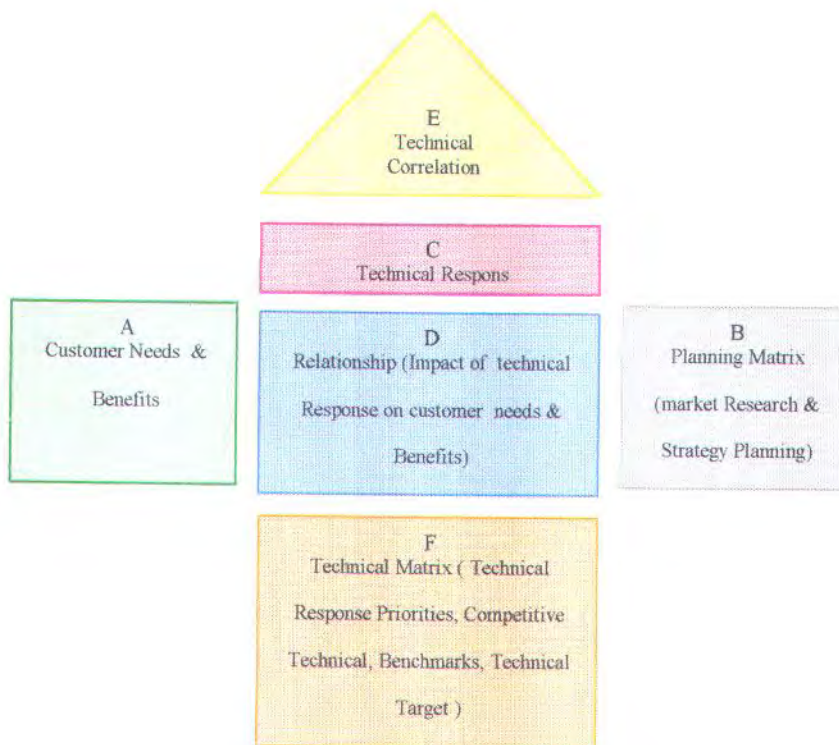 E
Technical
Correlation
C
Technical Respons
A
Customer Needs &
Benefits
D
Relationship (Impact of technical
Response on customer needs &
Benefits)
B
Planning Matrix
(market Research &
Strategy Planning)
F
Technical Matrix ( Technical
Response Priorities, Competitive
Technical, Benchmarks, Technical
Target )